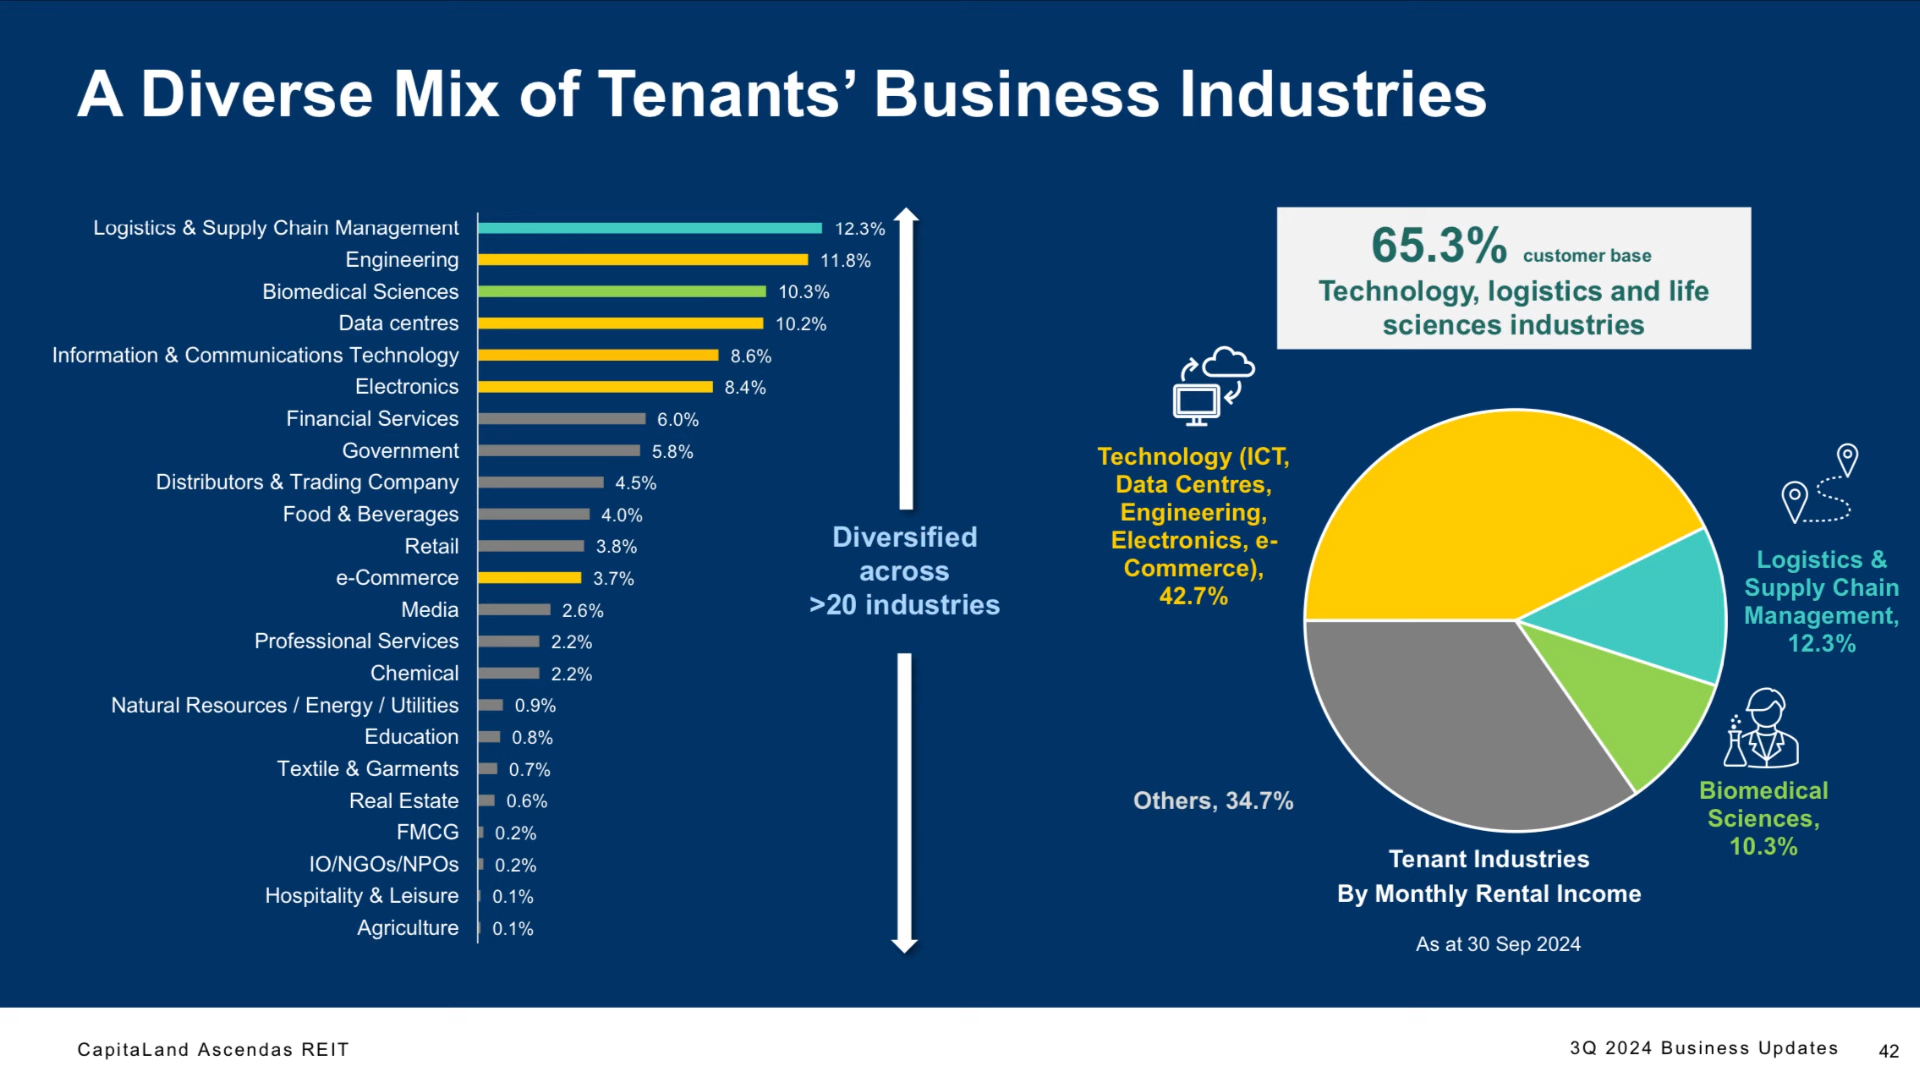 A Diverse Mix of Tenants’ Business Industries
Logistics & Supply Chain Management 12.3%
Engineering 11.8%
Biomedical Sciences 10.3%
Data centres 10.2%
Information & Communications Technology 8.6%
Electronics 8.4%
Financial Services 6.0%
Government 5.8%
Distributors & Trading Company 4.5%
Food & Beverages 4.0%
Retail 3.8%
e-Commerce 3.7%
Media 2.6%
Professional Services 2.2%
Chemical 2.2%
Natural Resources / Energy / Utilities 0.9%
Education 0.8%
Textile & Garments 0.7%
Real Estate 0.6%
FMCG 0.2%
IO/NGOs/NPOs 0.2%
Hospitality & Leisure 0.1%
Agriculture 0.1%
Diversified
across
>20 industries
65.3% customer base
Technology, logistics and life
sciences industries
Technology (ICT,
Data Centres,
Engineering,
Electronics, e-
Commerce),
42.7%
Logistics &
Supply Chain
Management,
12.3%
Biomedical
Sciences,
10.3%
Others, 34.7%
Tenant Industries
By Monthly Rental Income
As at 30 Sep 2024
CapitaLand Ascendas REIT
3Q 2024 Business Updates 42